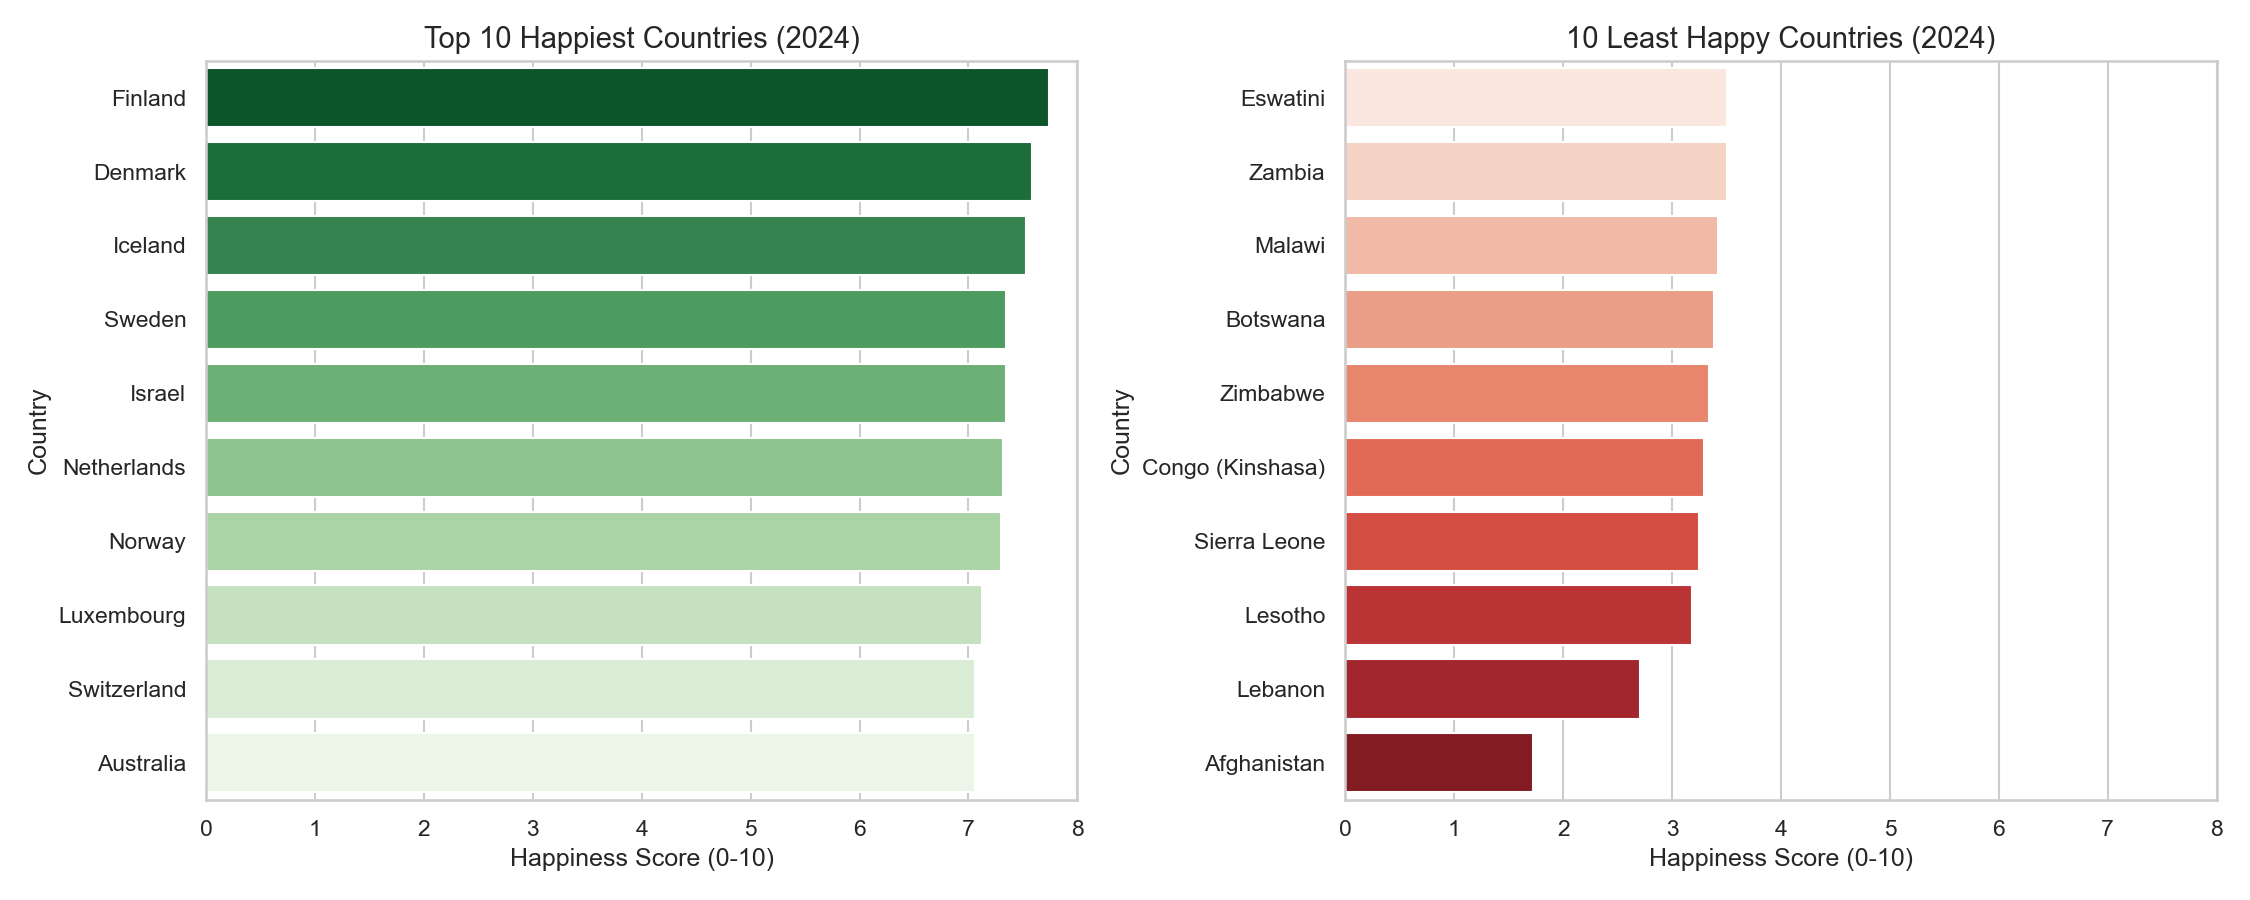 Top 10 Happiest Countries (2024)
Country
Finland
Denmark
Iceland
Sweden
Israel
Netherlands
Norway
Luxembourg
Switzerland
Australia
0 1 2 3 4 5 6 7 8
Happiness Score (0-10)
10 Least Happy Countries (2024)
Country
Eswatini
Zambia
Malawi
Botswana
Zimbabwe
Congo (Kinshasa)
Sierra Leone
Lesotho
Lebanon
Afghanistan
0 1 2 3 4 5 6 7 8
Happiness Score (0-10)